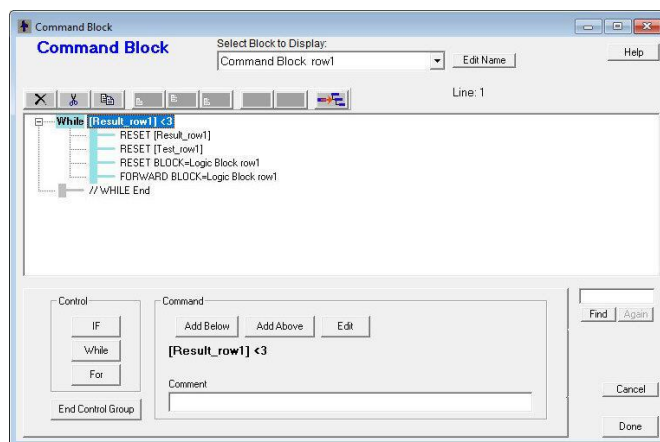 Command Block
Command Block
Select Block to Display:
Command Block row1
Edit Name
Help
Line: 1
While [Result_row1] <3
RESET [Result_row1]
RESET [Test_row1]
RESET BLOCK=Logic Block row1
FORWARD BLOCK=Logic Block row1
// WHILE End
Control
IF
While
For
End Control Group
Command
Add Below
Add Above
Edit
[Result_row1] <3
Comment
Find
Again
Cancel
Done